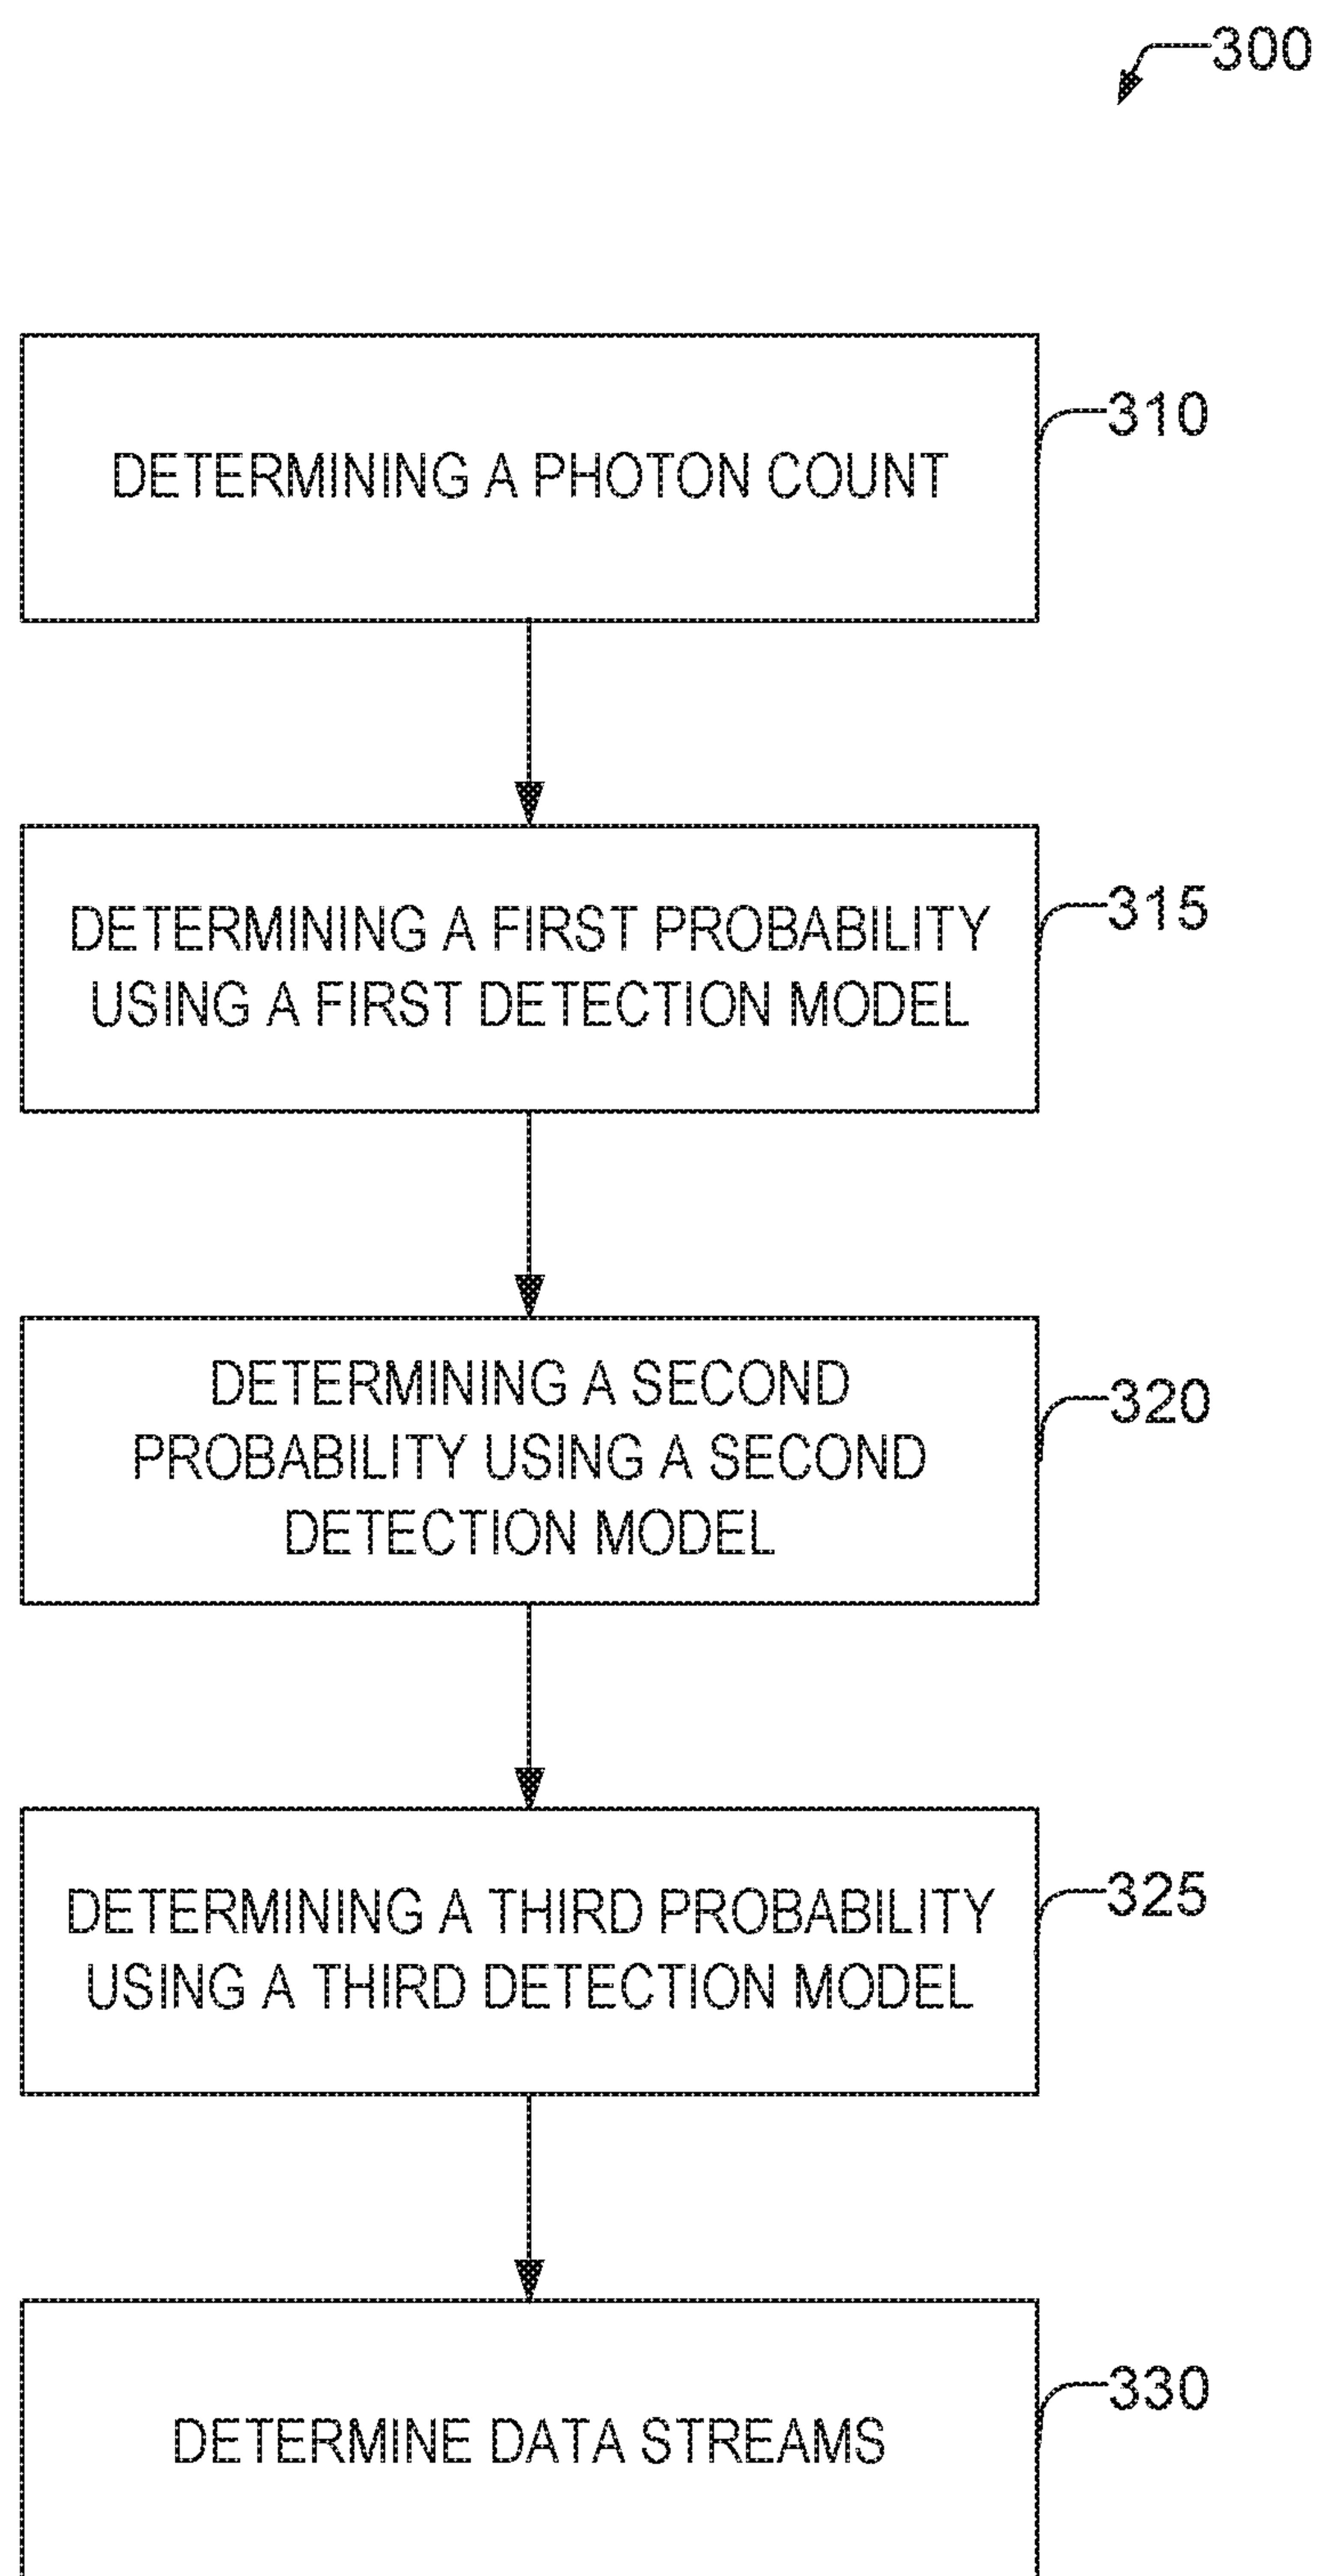 300
DETERMINING A PHOTON COUNT
310
DETERMINING A FIRST PROBABILITY
USING A FIRST DETECTION MODEL
315
DETERMINING A SECOND
PROBABILITY USING A SECOND
DETECTION MODEL
320
DETERMINING A THIRD PROBABILITY
USING A THIRD DETECTION MODEL
325
DETERMINE DATA STREAMS
330